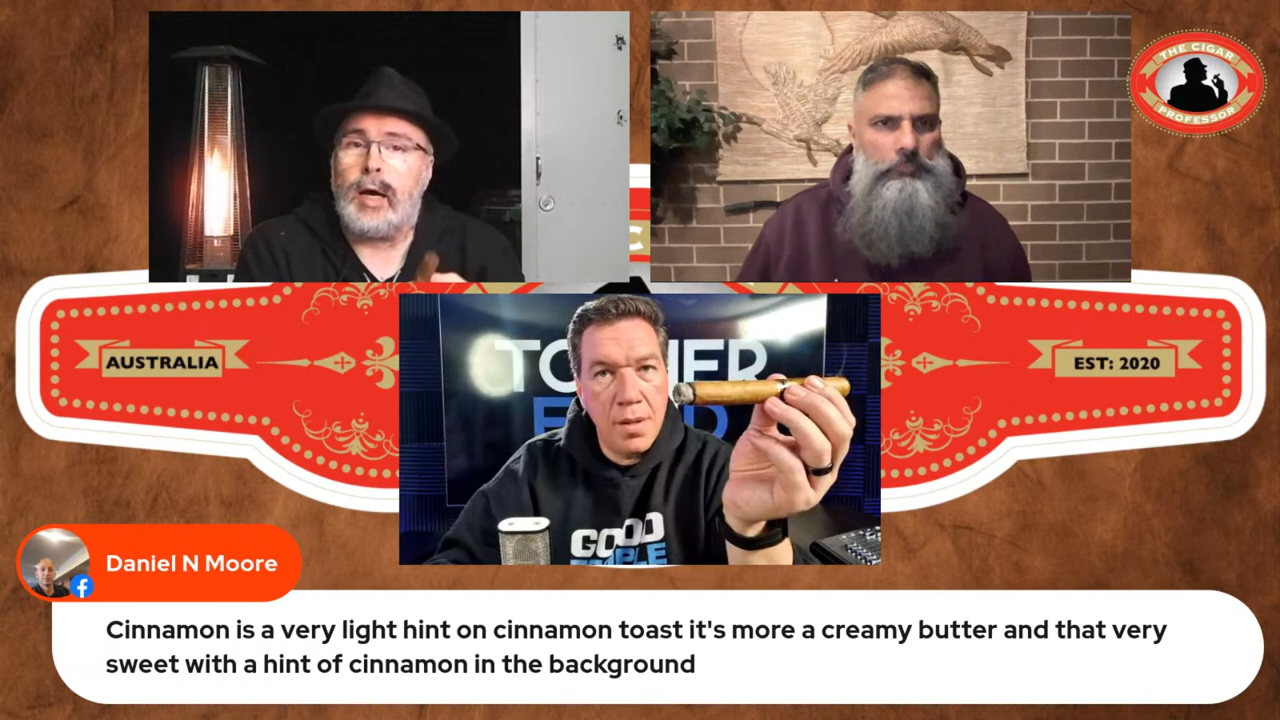 THE CIGAR
PROFESSOR
C
AUSTRALIA
EST: 2020
GOOD
PEOPLE
Daniel N Moore
Cinnamon is a very light hint on cinnamon toast it's more a creamy butter and that very
sweet with a hint of cinnamon in the background